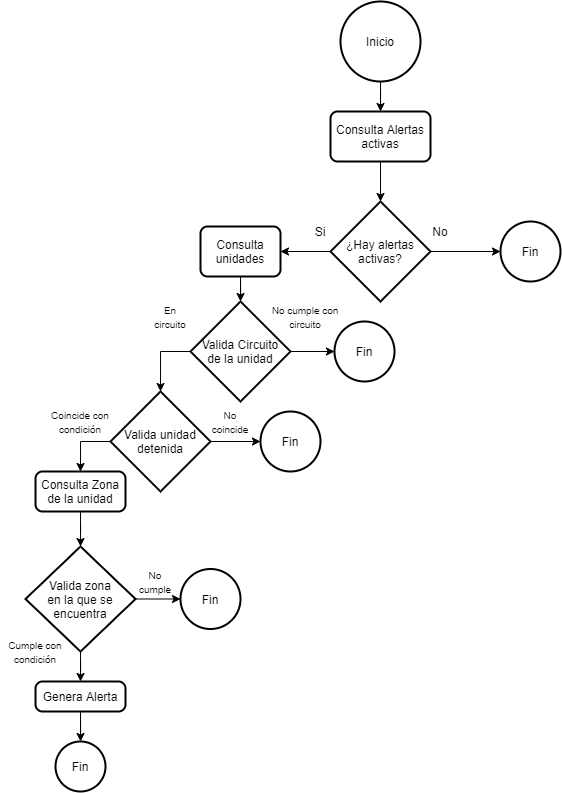 Inicio
Consulta Alertas
activas
¿Hay alertas
activas?
Si
No
Fin
Consulta
unidades
En
circuito
No cumple con
circuito
Valida Circuito
de la unidad
Fin
Coincide con
condición
No
coincide
Valida unidad
detenida
Fin
Consulta Zona
de la unidad
Valida zona
en la que se
encuentra
No
cumple
Fin
Cumple con
condición
Genera Alerta
Fin